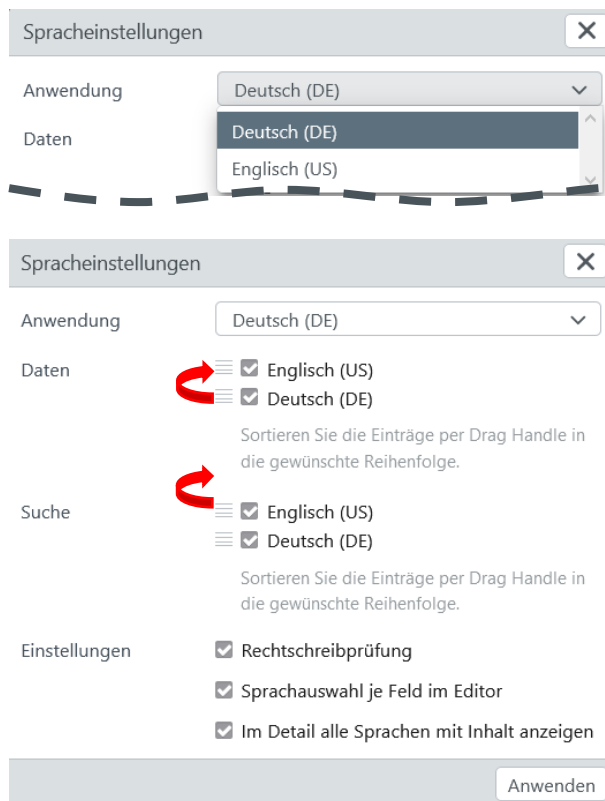 Spracheinstellungen
Anwendung
Deutsch (DE)
Daten
Deutsch (DE)
Englisch (US)
Spracheinstellungen
Anwendung
Deutsch (DE)
Daten
Englisch (US)
Deutsch (DE)
Sortieren Sie die Einträge per Drag Handle in
die gewünschte Reihenfolge.
Suche
Englisch (US)
Deutsch (DE)
Sortieren Sie die Einträge per Drag Handle in
die gewünschte Reihenfolge.
Einstellungen
Rechtschreibprüfung
Sprachauswahl je Feld im Editor
Im Detail alle Sprachen mit Inhalt anzeigen
Anwenden